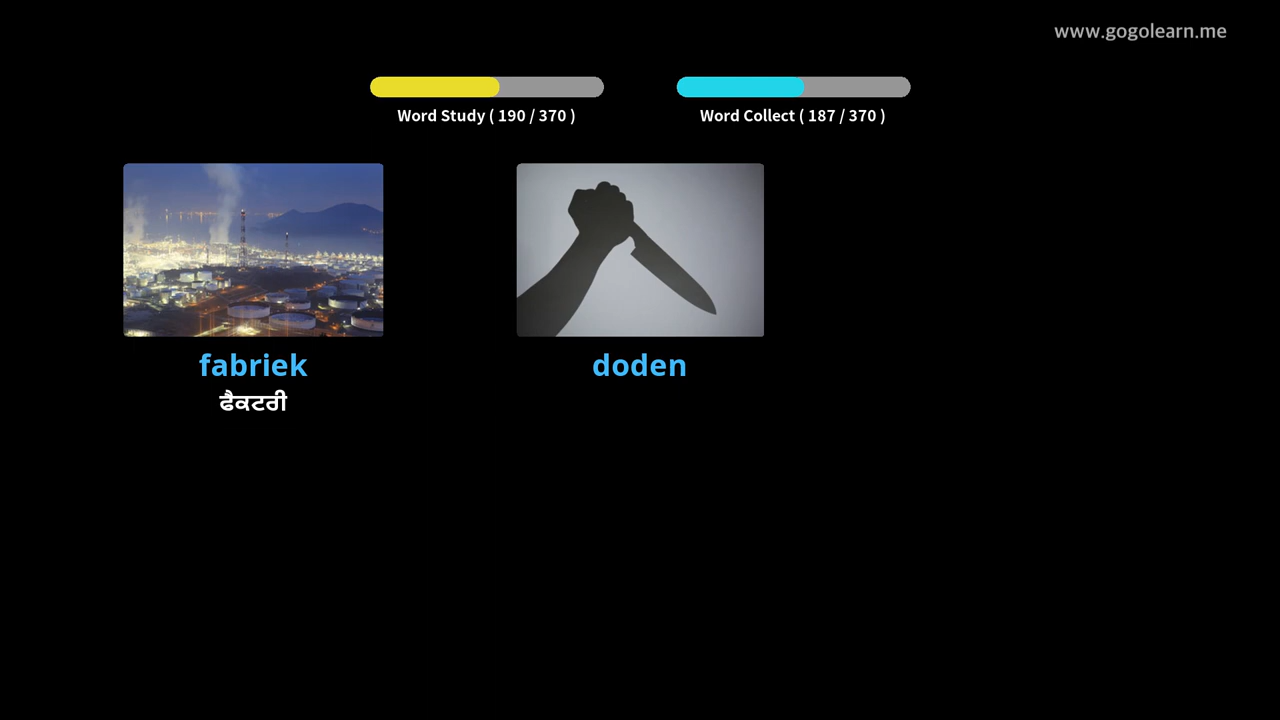 www.gogolearn.me
Word Study ( 190 / 370 )
Word Collect ( 187 / 370 )
fabriek
ਫੈਕਟਰੀ
doden